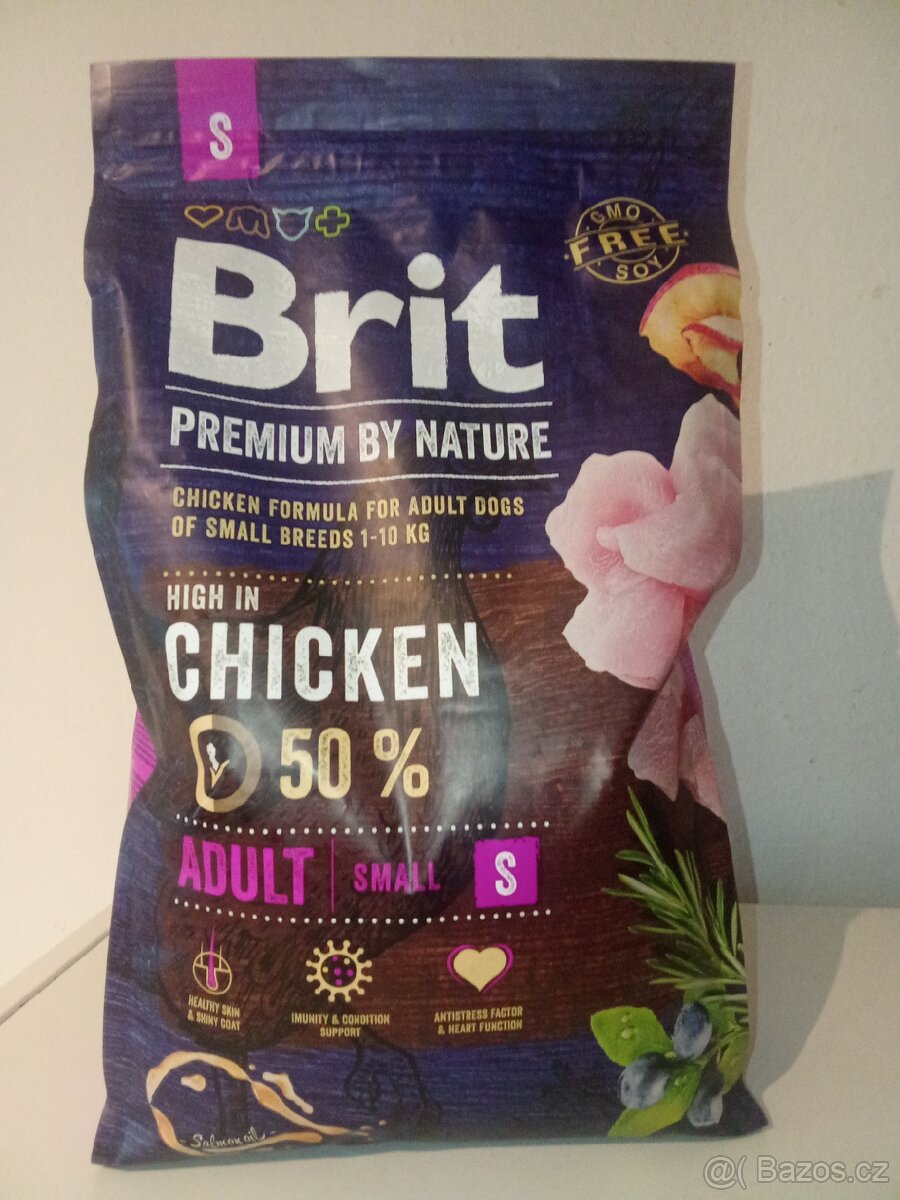 S
Brit
GMO
FREE
SOY
PREMIUM BY NATURE
CHICKEN FORMULA FOR ADULT DOGS
OF SMALL BREEDS 1-10 KG
HIGH IN
CHICKEN
50 %
ADULT | SMALL S
HEALTHY SKIN
& SHINY COAT
IMUNITY & CONDITION
SUPPORT
ANTISTRESS FACTOR
& HEART FUNCTION
- Salmon oil -
@( Bazos.cz